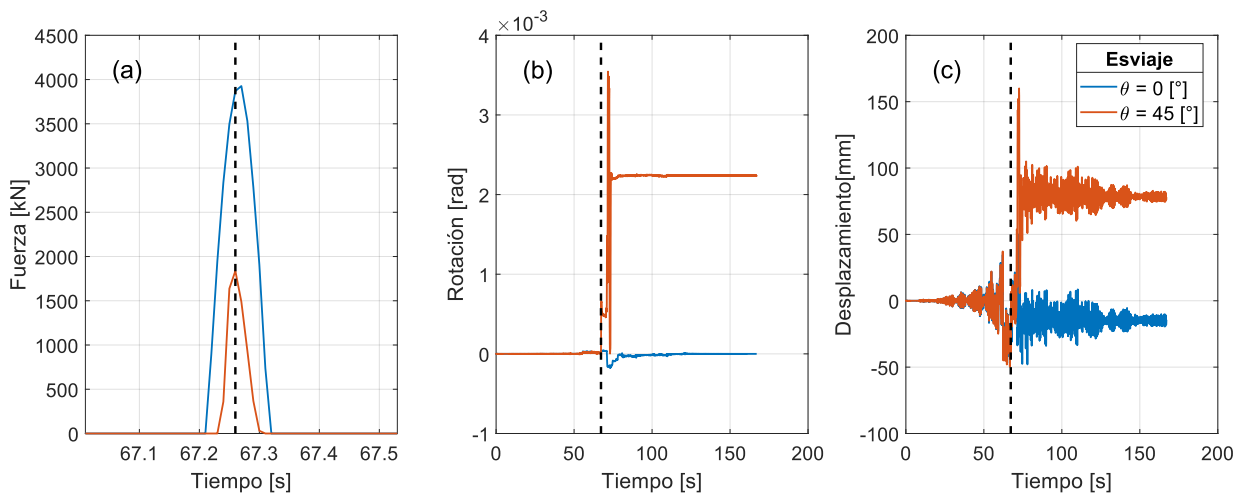 (a)
4500
4000
3500
3000
2500
2000
1500
1000
500
0
67.1 67.2 67.3 67.4 67.5
Fuerza [kN]
Tiempo [s]
×10⁻³
(b)
4
3
2
1
0
-1
0 50 100 150 200
Rotación [rad]
Tiempo [s]
(c)
200
150
100
50
0
-50
-100
0 50 100 150 200
Desplazamiento[mm]
Tiempo [s]
Esviaje
θ = 0 [°]
θ = 45 [°]